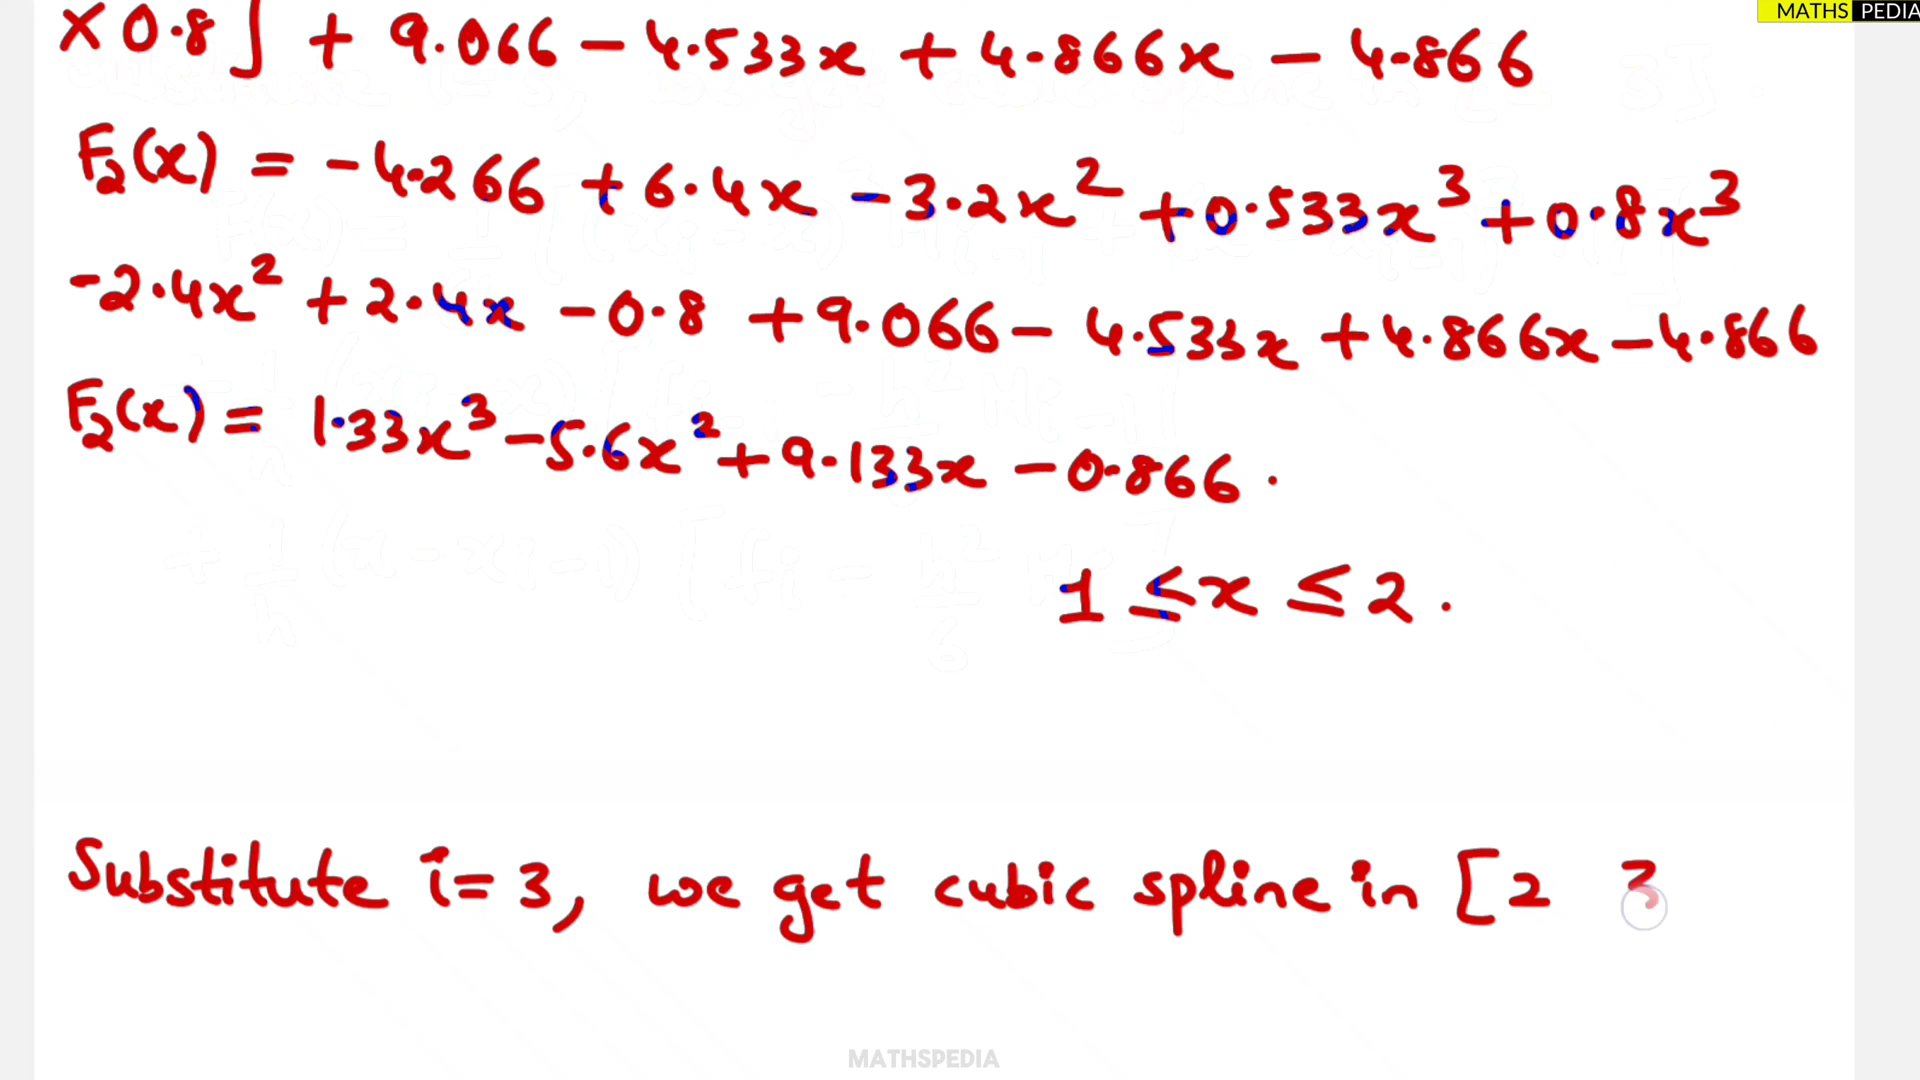 MATHS PEDIA
× 0.8] + 9.066 - 4.533x + 4.866x - 4.866
F₂(x) = -4.266 + 6.4x - 3.2x² + 0.533x³ + 0.8x³
-2.4x² + 2.4x - 0.8 + 9.066 - 4.533x + 4.866x - 4.866
F₂(x) = 1.33x³ - 5.6x² + 9.133x - 0.866 .
1 ≤ x ≤ 2 .
Substitute i = 3, we get cubic spline in [2 3
MATHSPEDIA